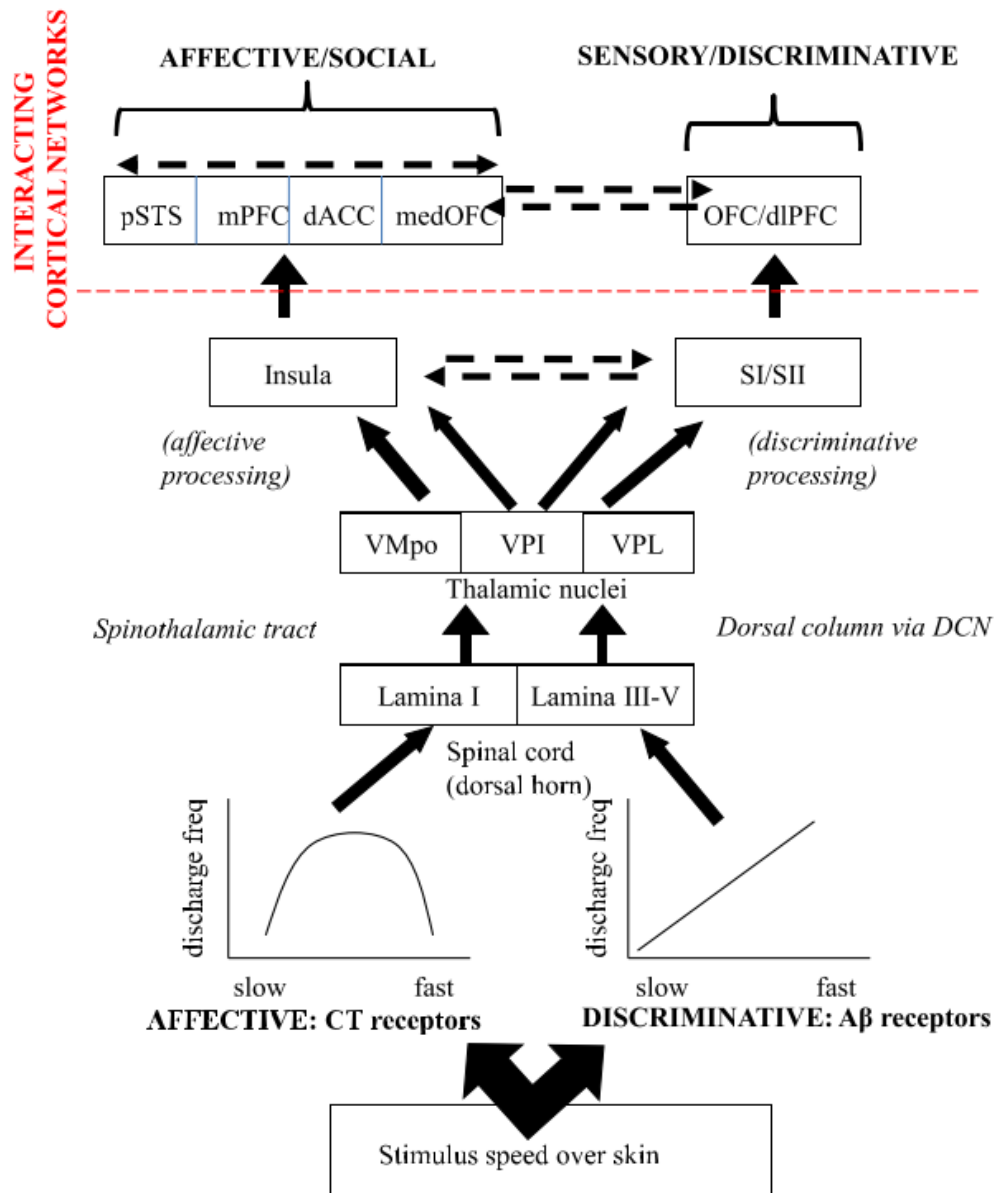 INTERACTING
CORTICAL NETWORKS
AFFECTIVE/SOCIAL
SENSORY/DISCRIMINATIVE
pSTS mPFC dACC medOFC
OFC/dlPFC
Insula
SI/SII
(affective
processing)
(discriminative
processing)
VMpo VPI VPL
Thalamic nuclei
Spinothalamic tract
Dorsal column via DCN
Lamina I Lamina III-V
Spinal cord
(dorsal horn)
discharge freq
slow fast
AFFECTIVE: CT receptors
discharge freq
slow fast
DISCRIMINATIVE: Aβ receptors
Stimulus speed over skin